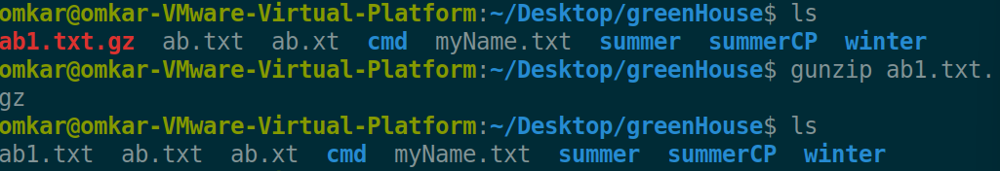 omkar@omkar-VMware-Virtual-Platform:~/Desktop/greenHouse$ ls
ab1.txt.gz  ab.txt  ab.xt  cmd  myName.txt  summer  summerCP  winter
omkar@omkar-VMware-Virtual-Platform:~/Desktop/greenHouse$ gunzip ab1.txt.
gz
omkar@omkar-VMware-Virtual-Platform:~/Desktop/greenHouse$ ls
ab1.txt  ab.txt  ab.xt  cmd  myName.txt  summer  summerCP  winter